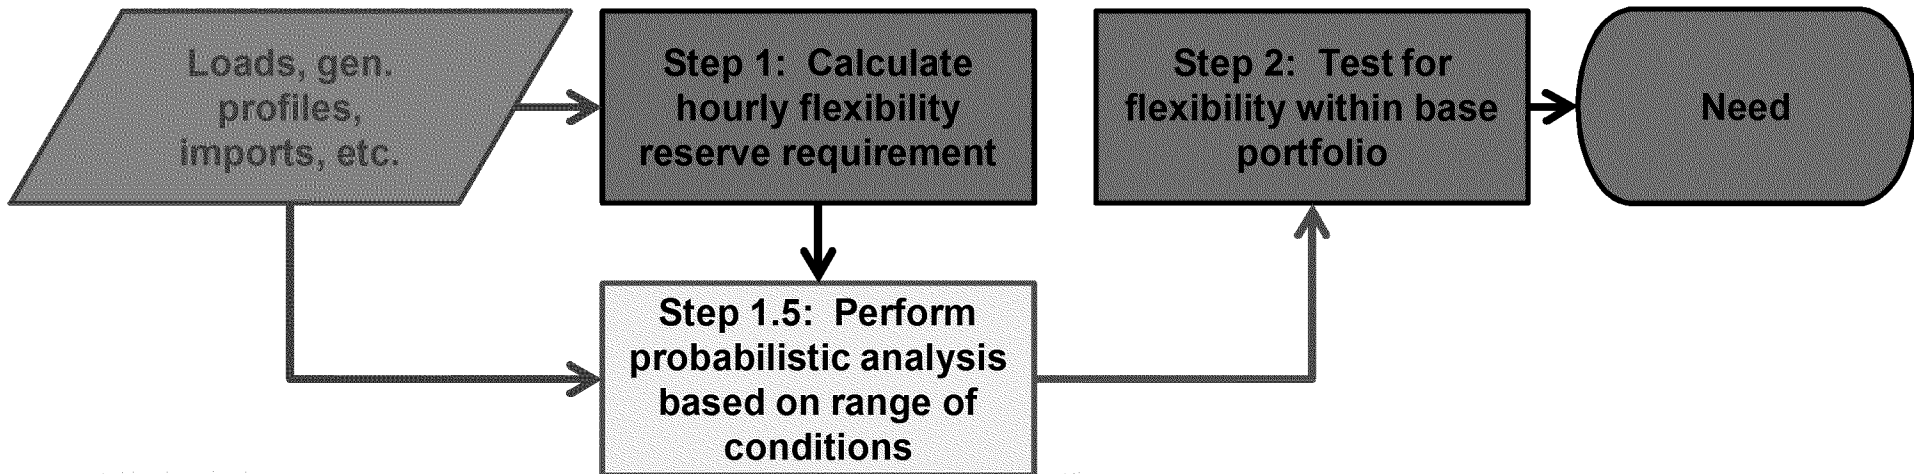 Loads, gen.
profiles,
imports, etc.
Step 1:  Calculate
hourly flexibility
reserve requirement
Step 2:  Test for
flexibility within base
portfolio
Need
Step 1.5:  Perform
probabilistic analysis
based on range of
conditions